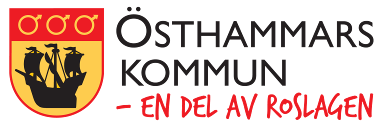 ÖSTHAMMARS
KOMMUN
– EN DEL AV ROSLAGEN